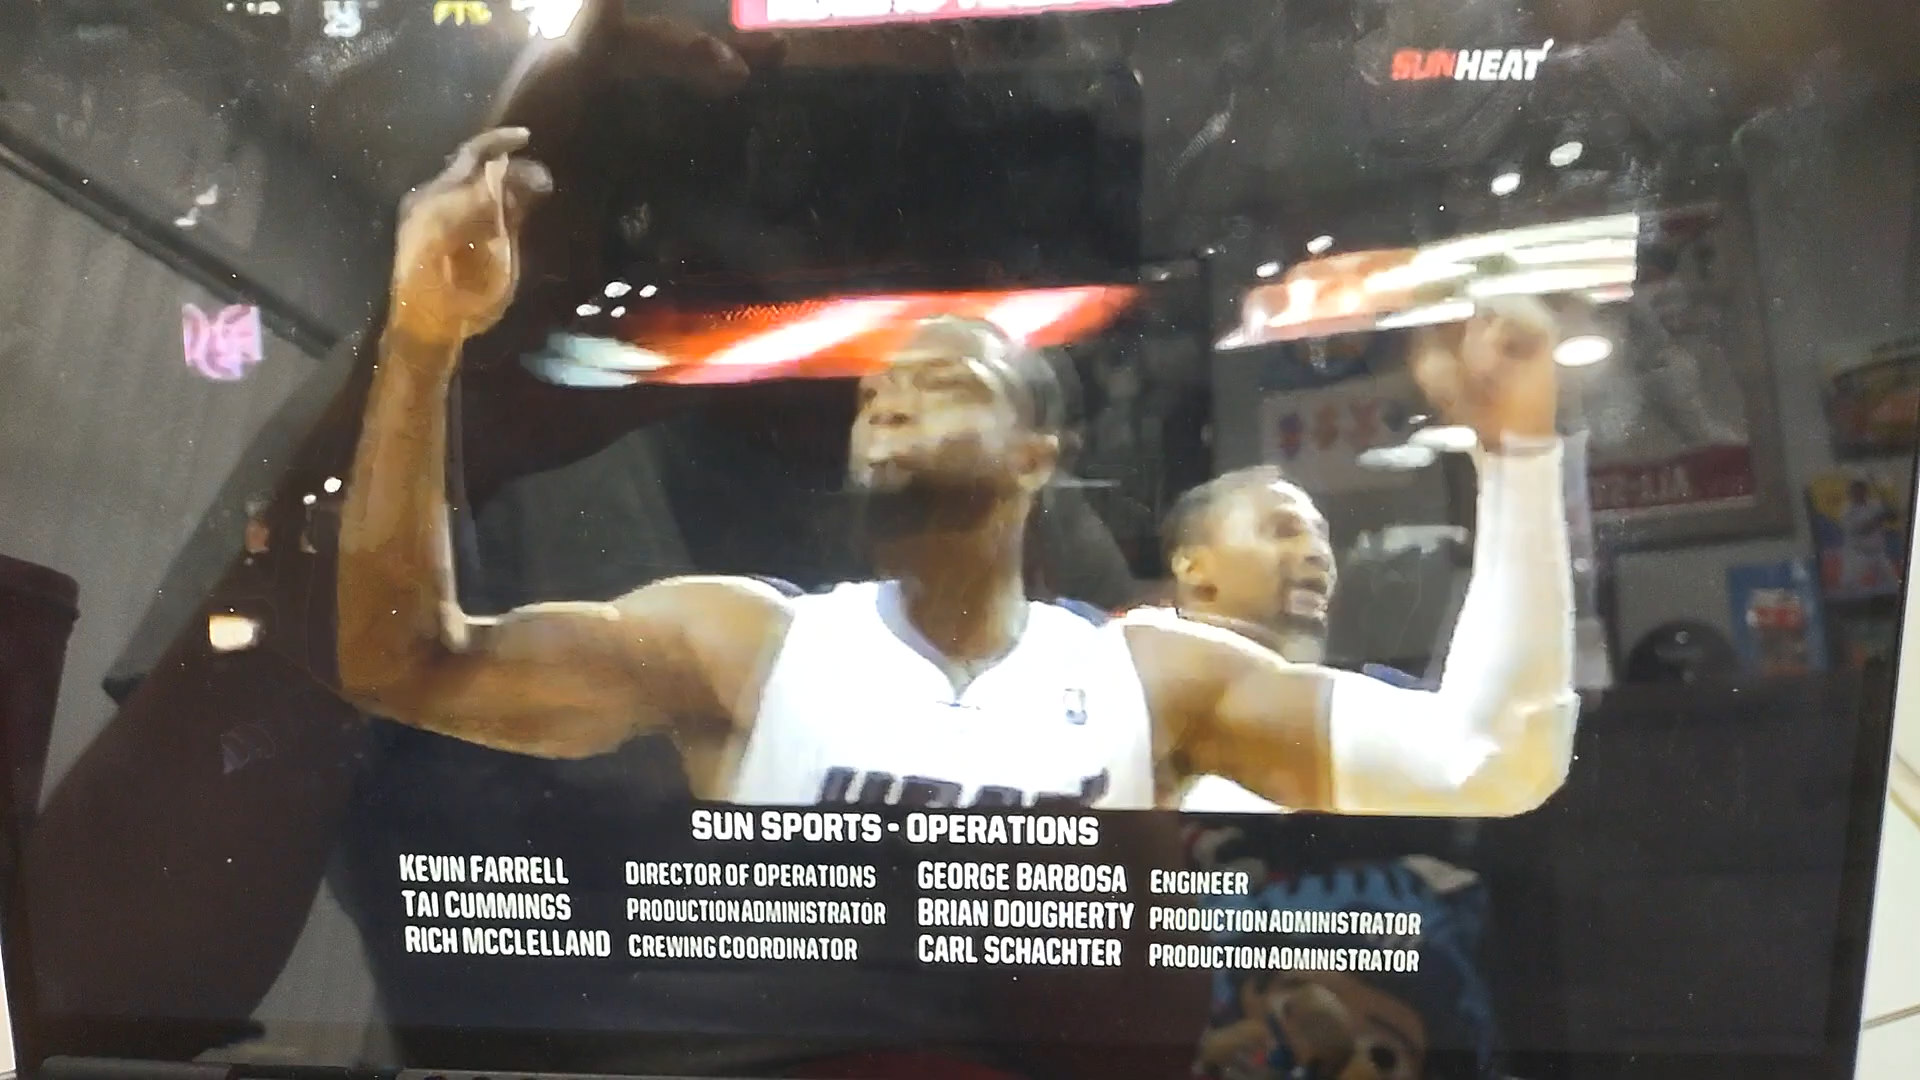 PTS
SUN HEAT
SUN SPORTS - OPERATIONS
KEVIN FARRELL DIRECTOR OF OPERATIONS GEORGE BARBOSA ENGINEER
TAI CUMMINGS PRODUCTION ADMINISTRATOR BRIAN DOUGHERTY PRODUCTION ADMINISTRATOR
RICH MCCLELLAND CREWING COORDINATOR CARL SCHACHTER PRODUCTION ADMINISTRATOR